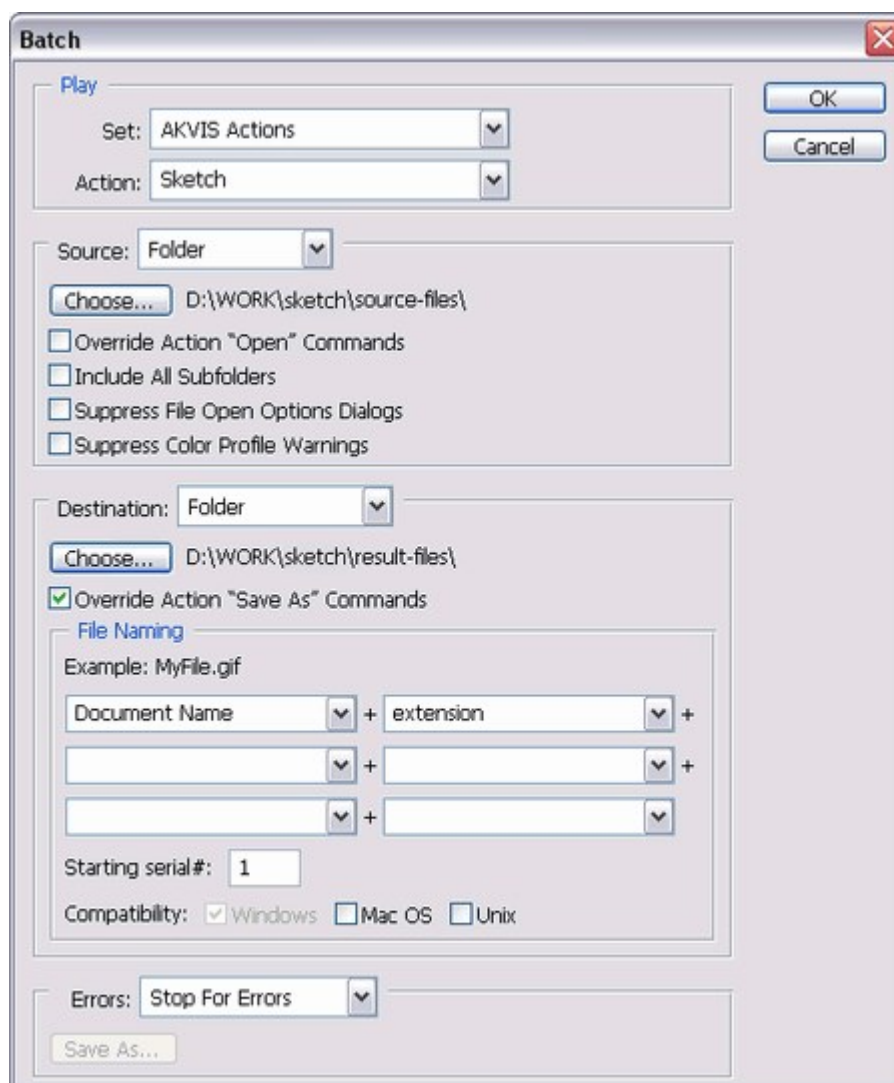 Batch
Play
Set: AKVIS Actions
Action: Sketch
OK
Cancel
Source: Folder
Choose... D:\WORK\sketch\source-files\
Override Action “Open” Commands
Include All Subfolders
Suppress File Open Options Dialogs
Suppress Color Profile Warnings
Destination: Folder
Choose... D:\WORK\sketch\result-files\
Override Action “Save As” Commands
File Naming
Example: MyFile.gif
Document Name + extension +
+ +
+
Starting serial#: 1
Compatibility: Windows Mac OS Unix
Errors: Stop For Errors
Save As...